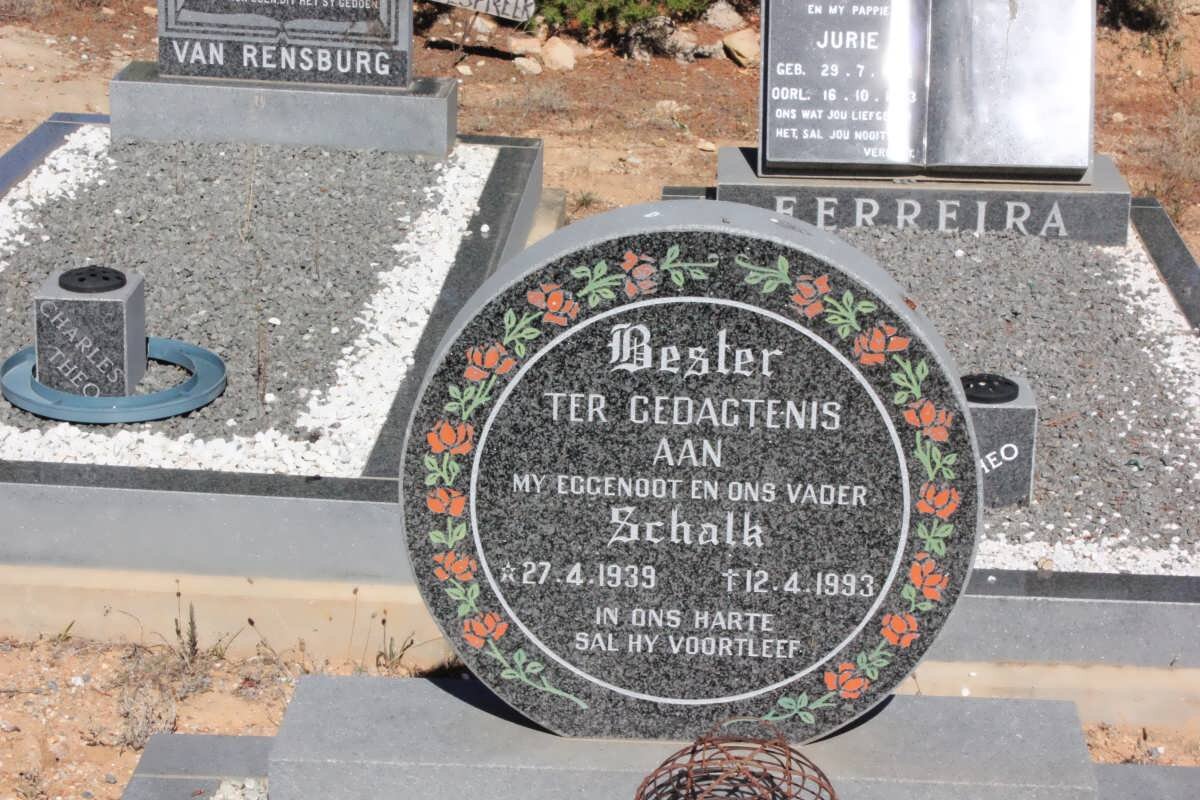 VAN RENSBURG
CHARLES
THEO
EN MY PAPPIE
JURIE
GEB. 29.7.
OORL. 16.10.
ONS WAT JOU
HET, SAL JOU NOOIT
FERREIRA
Bester
TER GEDAGTENIS
AAN
MY EGGENOOT EN ONS VADER
Schalk
☆27.4.1939 †12.4.1993
IN ONS HARTE
SAL HY VOORTLEEF